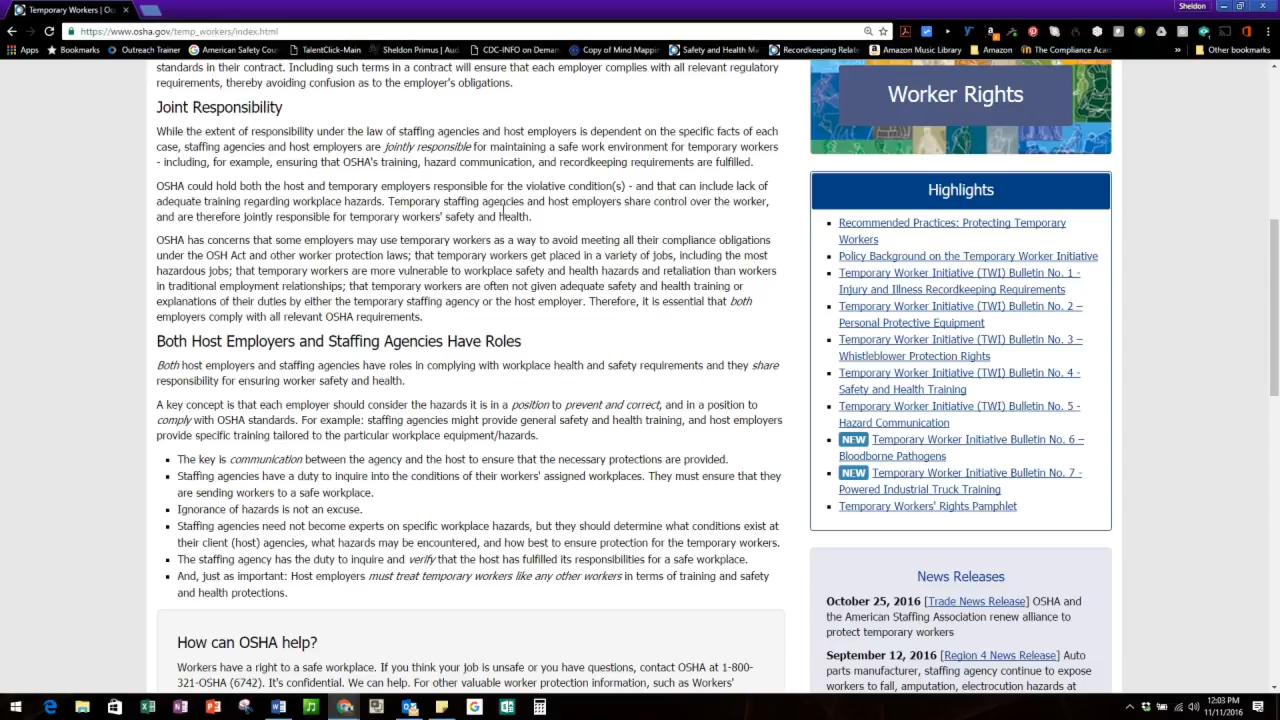 Temporary Workers | Oc
Sheldon
https://www.osha.gov/temp_workers/index.html
Apps
Bookmarks
Outreach Trainer
American Safety Coun
TalentClick-Main
Sheldon Primus | Aud
CDC-INFO on Deman
Copy of Mind Mappin
Safety and Health Ma
Recordkeeping Relate
Amazon Music Library
Amazon
The Compliance Acad
Other bookmarks
standards in their contract. Including such terms in a contract will ensure that each employer complies with all relevant regulatory
requirements, thereby avoiding confusion as to the employer's obligations.
Joint Responsibility
While the extent of responsibility under the law of staffing agencies and host employers is dependent on the specific facts of each
case, staffing agencies and host employers are jointly responsible for maintaining a safe work environment for temporary workers
- including, for example, ensuring that OSHA's training, hazard communication, and recordkeeping requirements are fulfilled.
OSHA could hold both the host and temporary employers responsible for the violative condition(s) - and that can include lack of
adequate training regarding workplace hazards. Temporary staffing agencies and host employers share control over the worker,
and are therefore jointly responsible for temporary workers' safety and health.
OSHA has concerns that some employers may use temporary workers as a way to avoid meeting all their compliance obligations
under the OSH Act and other worker protection laws; that temporary workers get placed in a variety of jobs, including the most
hazardous jobs; that temporary workers are more vulnerable to workplace safety and health hazards and retaliation than workers
in traditional employment relationships; that temporary workers are often not given adequate safety and health training or
explanations of their duties by either the temporary staffing agency or the host employer. Therefore, it is essential that both
employers comply with all relevant OSHA requirements.
Both Host Employers and Staffing Agencies Have Roles
Both host employers and staffing agencies have roles in complying with workplace health and safety requirements and they share
responsibility for ensuring worker safety and health.
A key concept is that each employer should consider the hazards it is in a position to prevent and correct, and in a position to
comply with OSHA standards. For example: staffing agencies might provide general safety and health training, and host employers
provide specific training tailored to the particular workplace equipment/hazards.
The key is communication between the agency and the host to ensure that the necessary protections are provided.
Staffing agencies have a duty to inquire into the conditions of their workers' assigned workplaces. They must ensure that they
are sending workers to a safe workplace.
Ignorance of hazards is not an excuse.
Staffing agencies need not become experts on specific workplace hazards, but they should determine what conditions exist at
their client (host) agencies, what hazards may be encountered, and how best to ensure protection for the temporary workers.
The staffing agency has the duty to inquire and verify that the host has fulfilled its responsibilities for a safe workplace.
And, just as important: Host employers must treat temporary workers like any other workers in terms of training and safety
and health protections.
How can OSHA help?
Workers have a right to a safe workplace. If you think your job is unsafe or you have questions, contact OSHA at 1-800-
321-OSHA (6742). It's confidential. We can help. For other valuable worker protection information, such as Workers'
Worker Rights
Highlights
Recommended Practices: Protecting Temporary
Workers
Policy Background on the Temporary Worker Initiative
Temporary Worker Initiative (TWI) Bulletin No. 1 -
Injury and Illness Recordkeeping Requirements
Temporary Worker Initiative (TWI) Bulletin No. 2 –
Personal Protective Equipment
Temporary Worker Initiative (TWI) Bulletin No. 3 –
Whistleblower Protection Rights
Temporary Worker Initiative (TWI) Bulletin No. 4 -
Safety and Health Training
Temporary Worker Initiative (TWI) Bulletin No. 5 -
Hazard Communication
NEW Temporary Worker Initiative Bulletin No. 6 –
Bloodborne Pathogens
NEW Temporary Worker Initiative Bulletin No. 7 -
Powered Industrial Truck Training
Temporary Workers' Rights Pamphlet
News Releases
October 25, 2016 [Trade News Release] OSHA and
the American Staffing Association renew alliance to
protect temporary workers
September 12, 2016 [Region 4 News Release] Auto
parts manufacturer, staffing agency continue to expose
workers to fall, amputation, electrocution hazards at
12:03 PM
11/11/2016